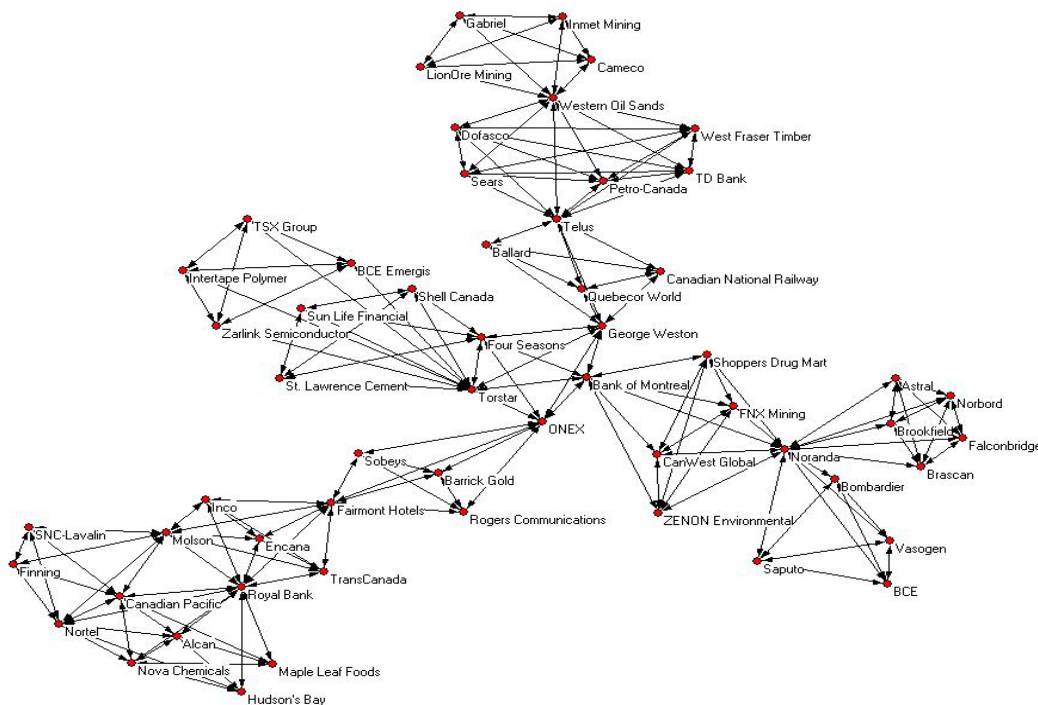 Gabriel
Inmet Mining
LionOre Mining
Cameco
Western Oil Sands
Dofasco
West Fraser Timber
Sears
Petro-Canada
TD Bank
TSX Group
Telus
Ballard
BCE Emergis
Intertape Polymer
Canadian National Railway
Shell Canada
Quebecor World
Sun Life Financial
Zarlink Semiconductor
Four Seasons
George Weston
Shoppers Drug Mart
St. Lawrence Cement
Torstar
Bank of Montreal
Astral
Norbord
FNX Mining
ONEX
Brookfield
Falconbridge
Sobeys
CanWest Global
Noranda
Brascan
Barrick Gold
Bombardier
Inco
Fairmont Hotels
Rogers Communications
ZENON Environmental
SNC-Lavalin
Molson
Encana
Vasogen
Finning
TransCanada
Saputo
BCE
Canadian Pacific
Royal Bank
Nortel
Alcan
Nova Chemicals
Maple Leaf Foods
Hudson's Bay